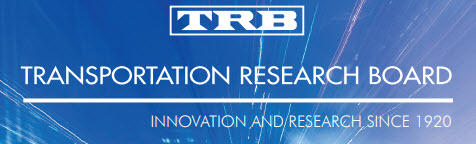 TRB
TRANSPORTATION RESEARCH BOARD
INNOVATION AND RESEARCH SINCE 1920